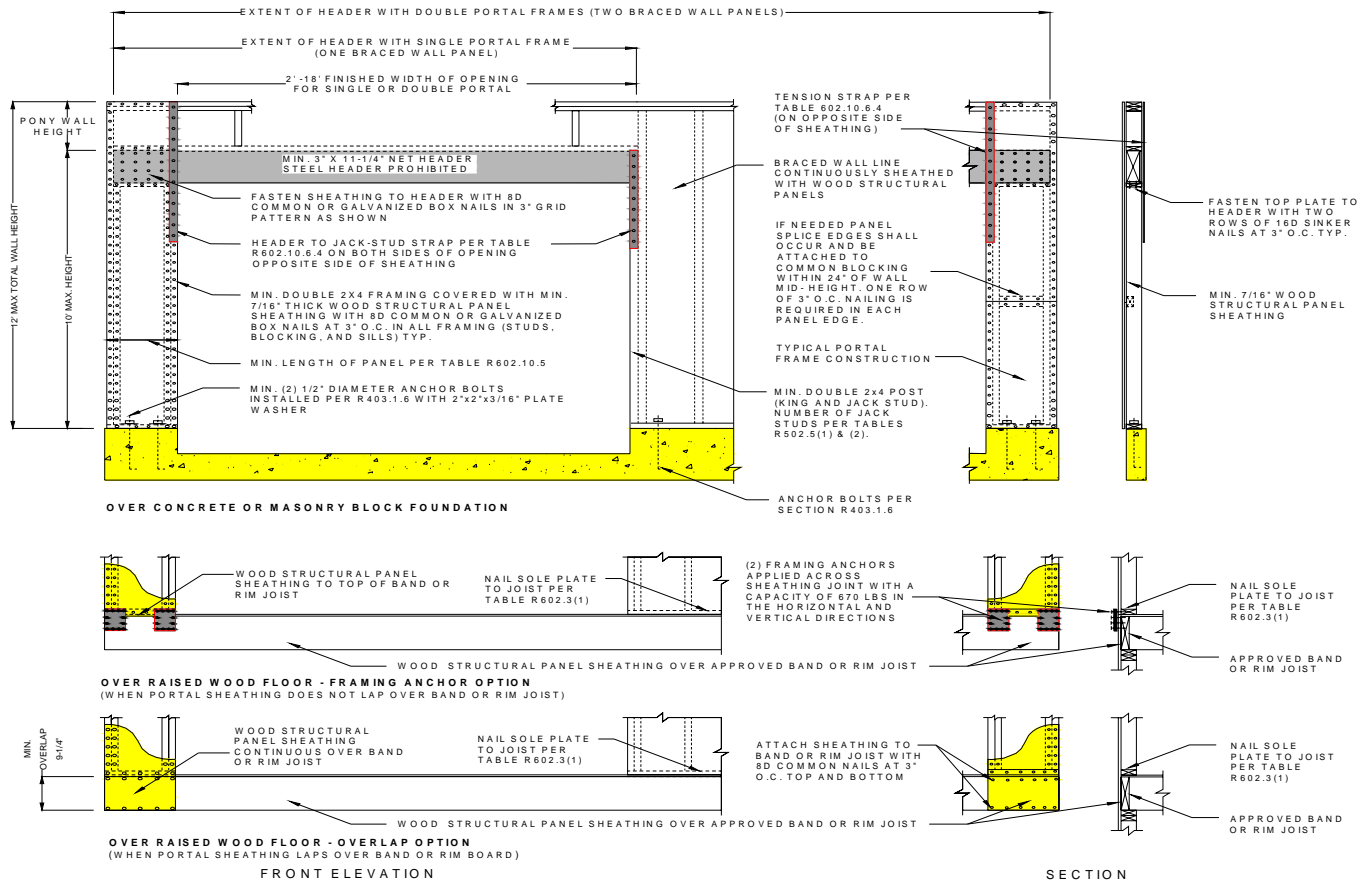 EXTENT OF HEADER WITH DOUBLE PORTAL FRAMES (TWO BRACED WALL PANELS)
EXTENT OF HEADER WITH SINGLE PORTAL FRAME
(ONE BRACED WALL PANEL)
2'-18' FINISHED WIDTH OF OPENING
FOR SINGLE OR DOUBLE PORTAL
PONY WALL
HEIGHT
12' MAX TOTAL WALL HEIGHT
10' MAX. HEIGHT
MIN. 3" X 11-1/4" NET HEADER
STEEL HEADER PROHIBITED
FASTEN SHEATHING TO HEADER WITH 8D
COMMON OR GALVANIZED BOX NAILS IN 3" GRID
PATTERN AS SHOWN
HEADER TO JACK-STUD STRAP PER TABLE
R602.10.6.4 ON BOTH SIDES OF OPENING
OPPOSITE SIDE OF SHEATHING
MIN. DOUBLE 2X4 FRAMING COVERED WITH MIN.
7/16" THICK WOOD STRUCTURAL PANEL
SHEATHING WITH 8D COMMON OR GALVANIZED
BOX NAILS AT 3" O.C. IN ALL FRAMING (STUDS,
BLOCKING, AND SILLS) TYP.
MIN. LENGTH OF PANEL PER TABLE R602.10.5
MIN. (2) 1/2" DIAMETER ANCHOR BOLTS
INSTALLED PER R403.1.6 WITH 2"x2"x3/16" PLATE
WASHER
TENSION STRAP PER
TABLE 602.10.6.4
(ON OPPOSITE SIDE
OF SHEATHING)
BRACED WALL LINE
CONTINUOUSLY SHEATHED
WITH WOOD STRUCTURAL
PANELS
IF NEEDED PANEL
SPLICE EDGES SHALL
OCCUR AND BE
ATTACHED TO
COMMON BLOCKING
WITHIN 24" OF WALL
MID-HEIGHT. ONE ROW
OF 3" O.C. NAILING IS
REQUIRED IN EACH
PANEL EDGE.
TYPICAL PORTAL
FRAME CONSTRUCTION
MIN. DOUBLE 2x4 POST
(KING AND JACK STUD).
NUMBER OF JACK
STUDS PER TABLES
R502.5(1) & (2).
ANCHOR BOLTS PER
SECTION R403.1.6
FASTEN TOP PLATE TO
HEADER WITH TWO
ROWS OF 16D SINKER
NAILS AT 3" O.C. TYP.
MIN. 7/16" WOOD
STRUCTURAL PANEL
SHEATHING
OVER CONCRETE OR MASONRY BLOCK FOUNDATION
WOOD STRUCTURAL PANEL
SHEATHING TO TOP OF BAND OR
RIM JOIST
NAIL SOLE PLATE
TO JOIST PER
TABLE R602.3(1)
(2) FRAMING ANCHORS
APPLIED ACROSS
SHEATHING JOINT WITH A
CAPACITY OF 670 LBS IN
THE HORIZONTAL AND
VERTICAL DIRECTIONS
NAIL SOLE
PLATE TO JOIST
PER TABLE
R602.3(1)
APPROVED BAND
OR RIM JOIST
WOOD STRUCTURAL PANEL SHEATHING OVER APPROVED BAND OR RIM JOIST
OVER RAISED WOOD FLOOR - FRAMING ANCHOR OPTION
(WHEN PORTAL SHEATHING DOES NOT LAP OVER BAND OR RIM JOIST)
MIN.
OVERLAP
9-1/4"
WOOD STRUCTURAL
PANEL SHEATHING
CONTINUOUS OVER BAND
OR RIM JOIST
NAIL SOLE PLATE
TO JOIST PER
TABLE R602.3(1)
ATTACH SHEATHING TO
BAND OR RIM JOIST WITH
8D COMMON NAILS AT 3"
O.C. TOP AND BOTTOM
NAIL SOLE
PLATE TO JOIST
PER TABLE
R602.3(1)
APPROVED BAND
OR RIM JOIST
WOOD STRUCTURAL PANEL SHEATHING OVER APPROVED BAND OR RIM JOIST
OVER RAISED WOOD FLOOR - OVERLAP OPTION
(WHEN PORTAL SHEATHING LAPS OVER BAND OR RIM BOARD)
FRONT ELEVATION
SECTION